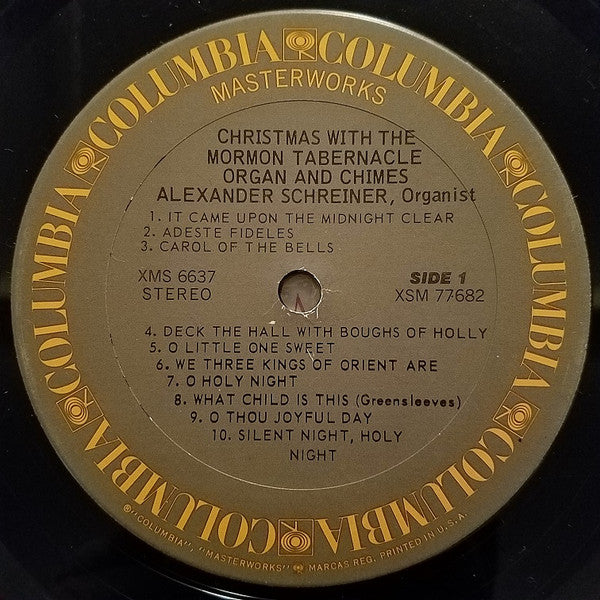 COLUMBIA COLUMBIA COLUMBIA COLUMBIA COLUMBIA COLUMBIA
MASTERWORKS
CHRISTMAS WITH THE
MORMON TABERNACLE
ORGAN AND CHIMES
ALEXANDER SCHREINER, Organist
1. IT CAME UPON THE MIDNIGHT CLEAR
2. ADESTE FIDELES
3. CAROL OF THE BELLS
XMS 6637 SIDE 1
STEREO XSM 77682
4. DECK THE HALL WITH BOUGHS OF HOLLY
5. O LITTLE ONE SWEET
6. WE THREE KINGS OF ORIENT ARE
7. O HOLY NIGHT
8. WHAT CHILD IS THIS (Greensleeves)
9. O THOU JOYFUL DAY
10. SILENT NIGHT, HOLY
NIGHT
®"COLUMBIA", "MASTERWORKS" MARCAS REG. PRINTED IN U.S.A.